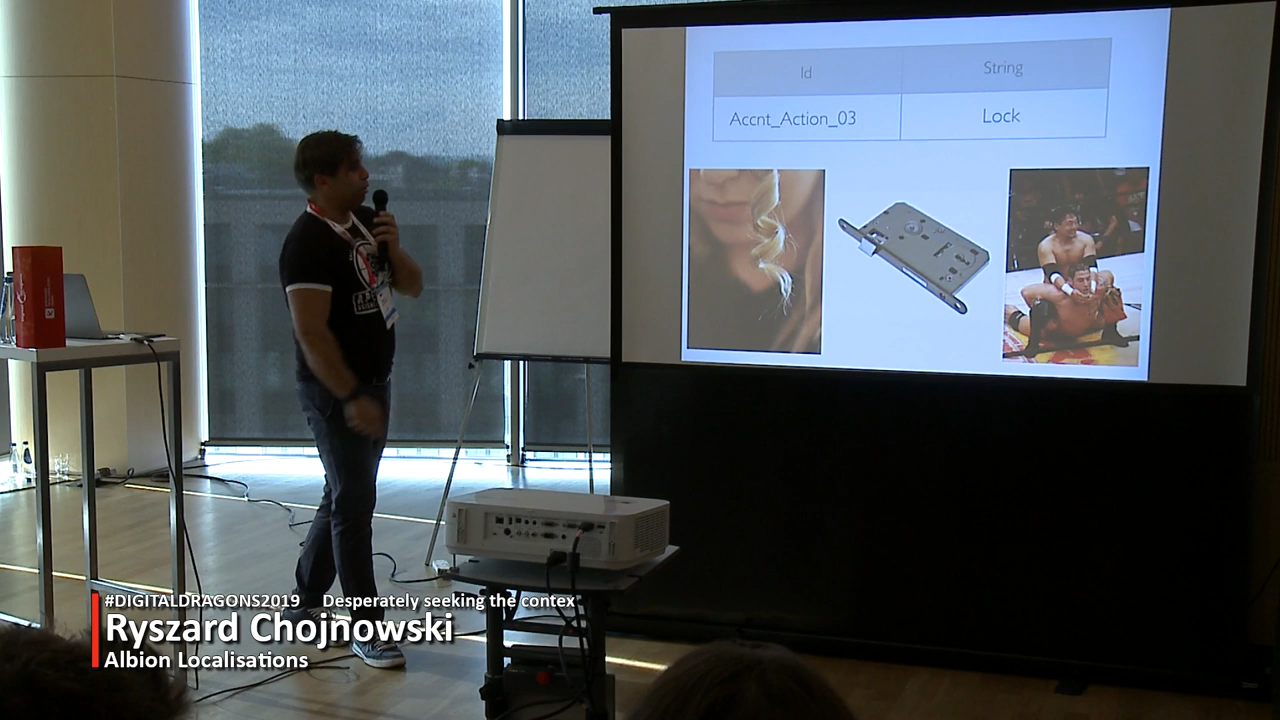 Id String
Accnt_Action_03 Lock
#DIGITALDRAGONS2019 Desperately seeking the contex
Ryszard Chojnowski
Albion Localisations